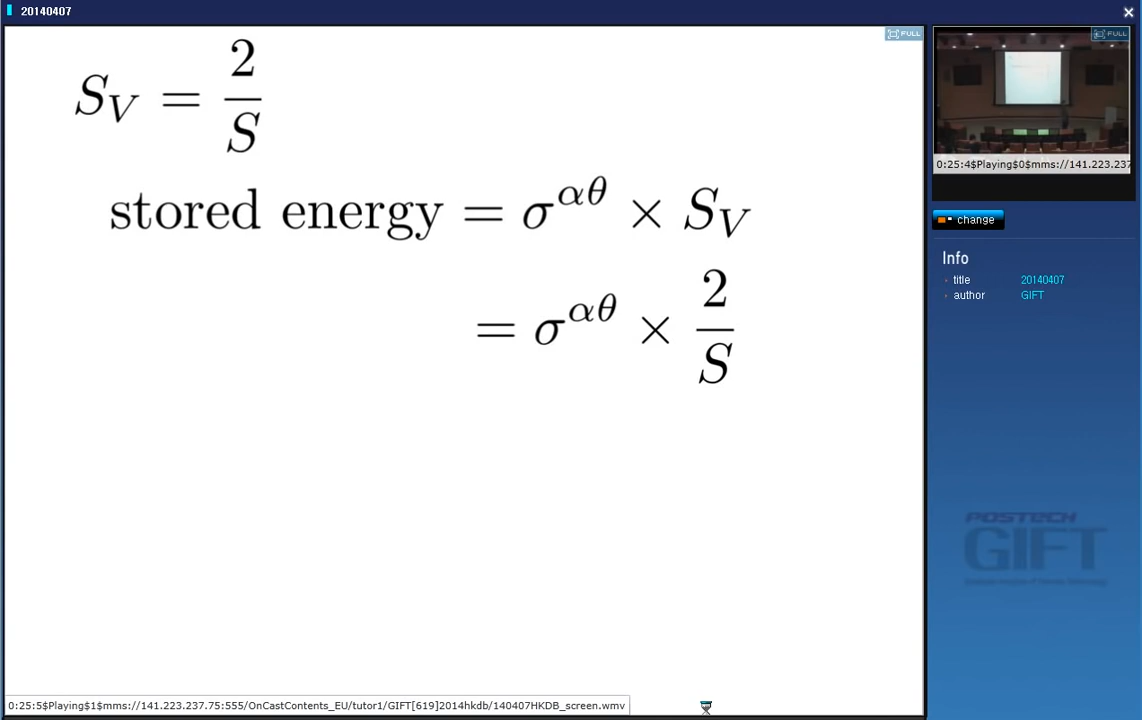 20140407
FULL
S_V = 2/S
stored energy = σ^{αθ} × S_V
= σ^{αθ} × 2/S
FULL
0:25:4$Playing$0$mms://141.223.237
change
Info
title 20140407
author GIFT
POSTECH
GIFT
0:25:5$Playing$1$mms://141.223.237.75:555/OnCastContents_EU/tutor1/GIFT[619]2014hkdb/140407HKDB_screen.wmv